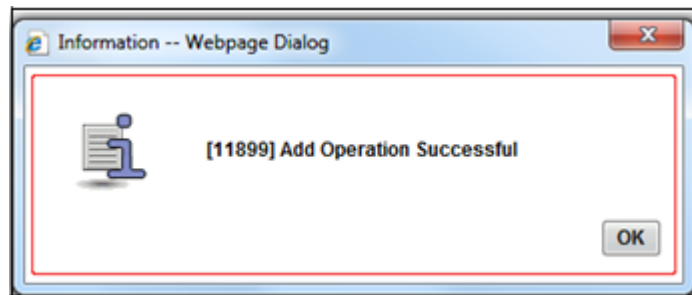 Information -- Webpage Dialog
[11899] Add Operation Successful
OK